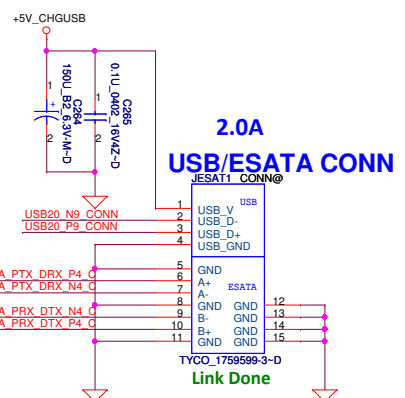 +5V_CHGUSB
1
1
+
2
2
C264
150U_B2_6.3V-M~D
C265
0.1U_0402_16V4Z~D
2.0A
USB/ESATA CONN
JESAT1 CONN@
USB
1 USB_V
USB20_N9_CONN 2 USB_D-
USB20_P9_CONN 3 USB_D+
4 USB_GND
5 GND
ESATA
A_PTX_DRX_P4_C 6 A+
A_PTX_DRX_N4_C 7 A-
8 GND GND 12
A_PRX_DTX_N4_C 9 B- GND 13
A_PRX_DTX_P4_C 10 B+ GND 14
11 GND GND 15
TYCO_1759599-3~D
Link Done